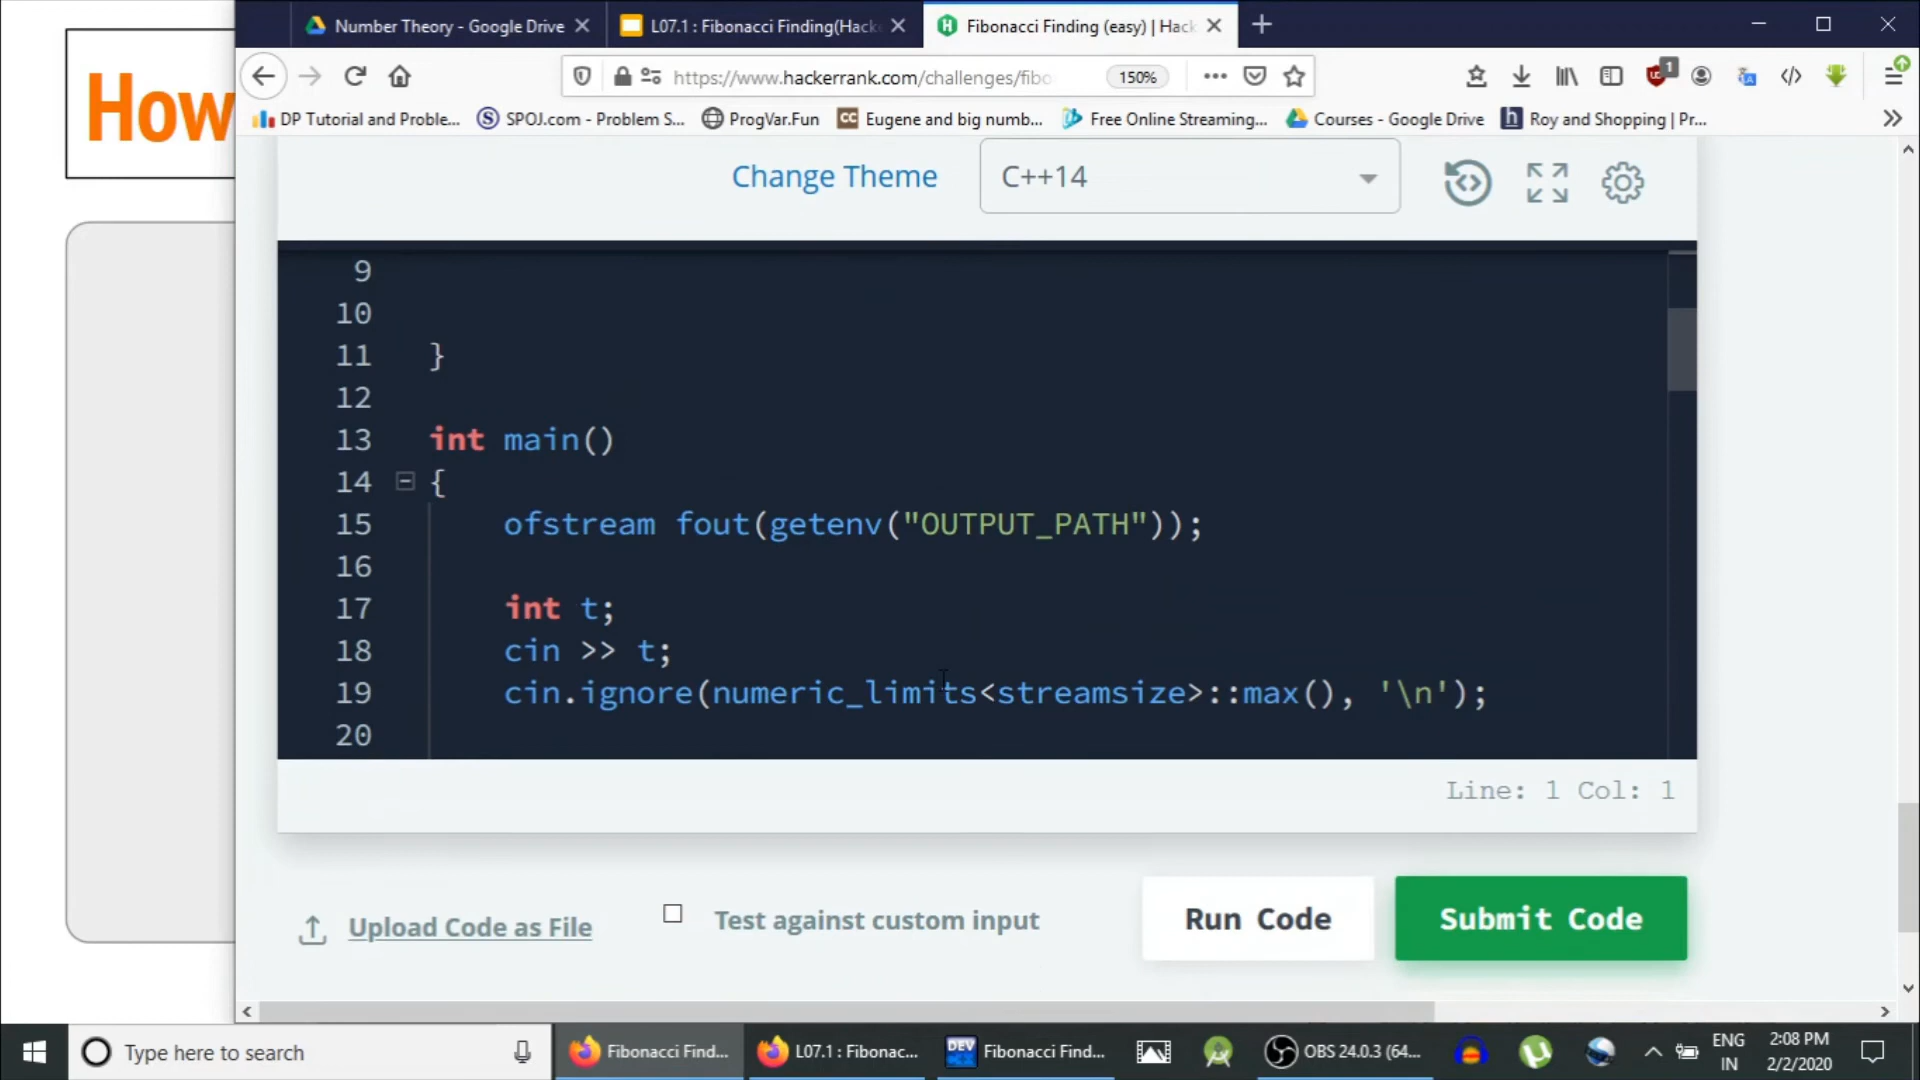 How
Number Theory - Google Drive
L07.1 : Fibonacci Finding(Hack
Fibonacci Finding (easy) | Hack
https://www.hackerrank.com/challenges/fibo
150%
1
DP Tutorial and Proble...
SPOJ.com - Problem S...
ProgVar.Fun
CC
Eugene and big numb...
Free Online Streaming...
Courses - Google Drive
h
Roy and Shopping | Pr...
Change Theme
C++14
9
10
11 }
12
13 int main()
14 {
15 ofstream fout(getenv("OUTPUT_PATH"));
16
17 int t;
18 cin >> t;
19 cin.ignore(numeric_limits<streamsize>::max(), '\n');
20
Line: 1 Col: 1
Upload Code as File
Test against custom input
Run Code
Submit Code
Type here to search
Fibonacci Find...
L07.1 : Fibonac...
DEV
Fibonacci Find...
OBS 24.0.3 (64...
ENG
IN
2:08 PM
2/2/2020